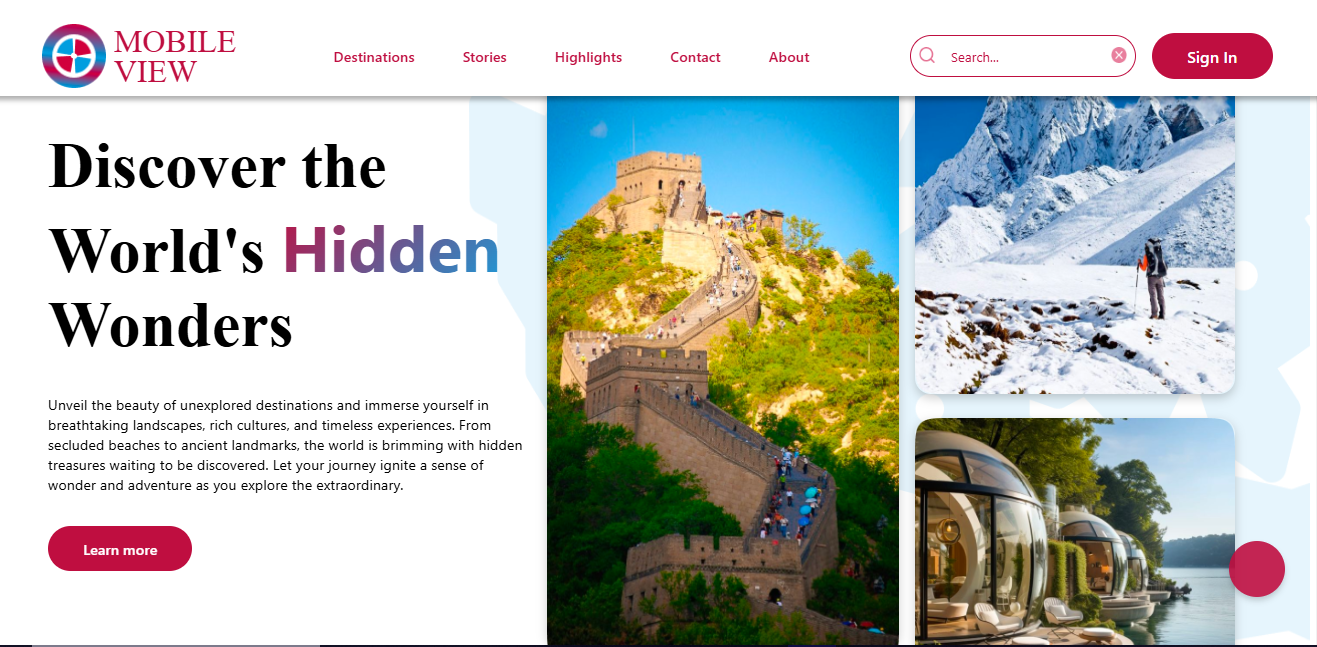 MOBILE
VIEW
Destinations
Stories
Highlights
Contact
About
Search...
Sign In
Discover the
World's Hidden
Wonders
Unveil the beauty of unexplored destinations and immerse yourself in
breathtaking landscapes, rich cultures, and timeless experiences. From
secluded beaches to ancient landmarks, the world is brimming with hidden
treasures waiting to be discovered. Let your journey ignite a sense of
wonder and adventure as you explore the extraordinary.
Learn more